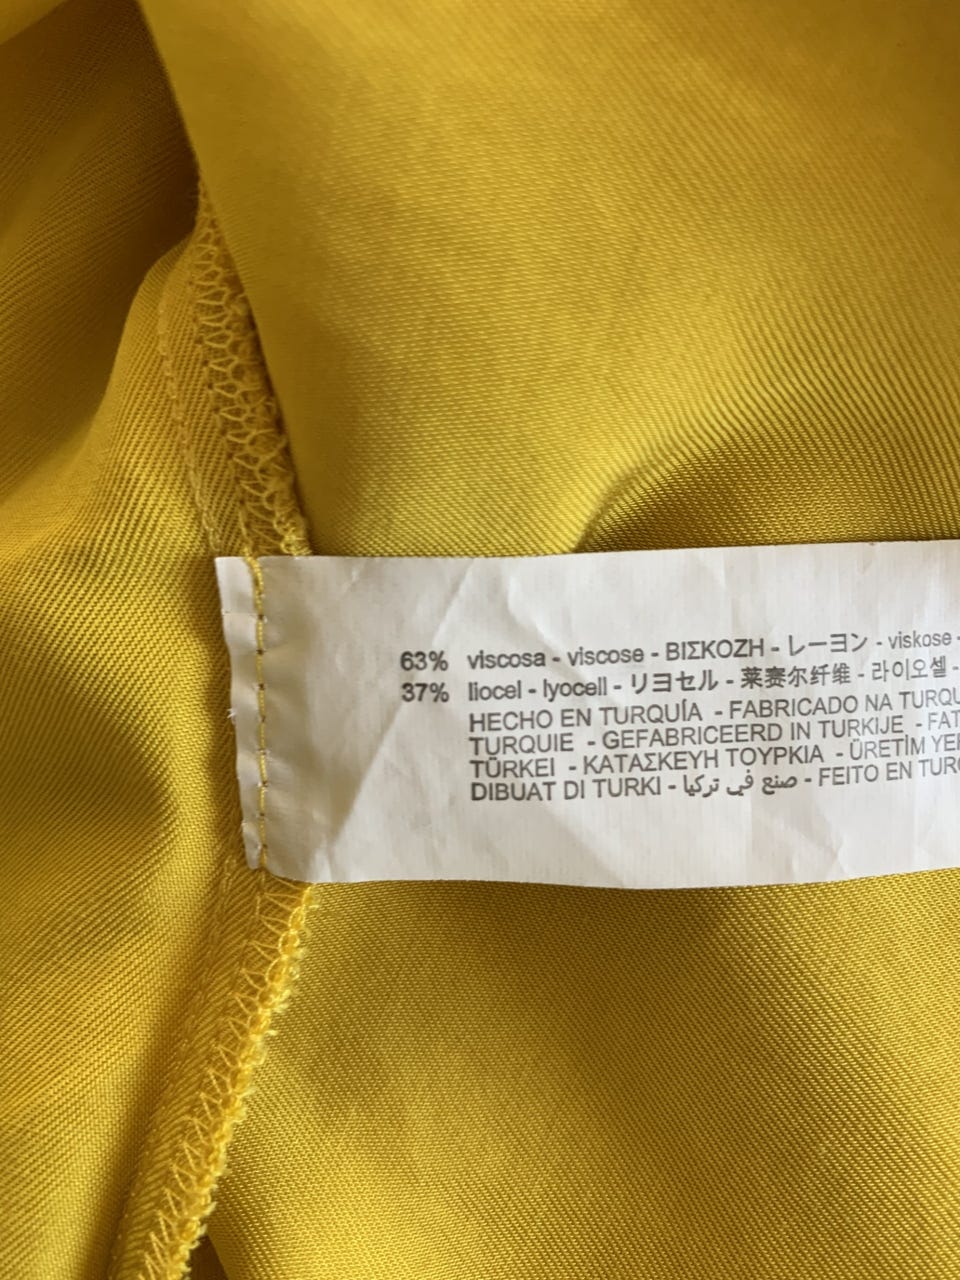 63% viscosa - viscose - ΒΙΣΚΟΖΗ - レーヨン - viskose -
37% liocel - lyocell - リヨセル - 莱赛尔纤维 - 라이오셀 -
HECHO EN TURQUÍA - FABRICADO NA TURQU
TURQUIE - GEFABRICEERD IN TURKIJE - FAT
TÜRKEI - ΚΑΤΑΣΚΕΥΗ ΤΟΥΡΚΙΑ - ÜRETİM YER
DIBUAT DI TURKI - صنع في تركيا - FEITO EN TURQ